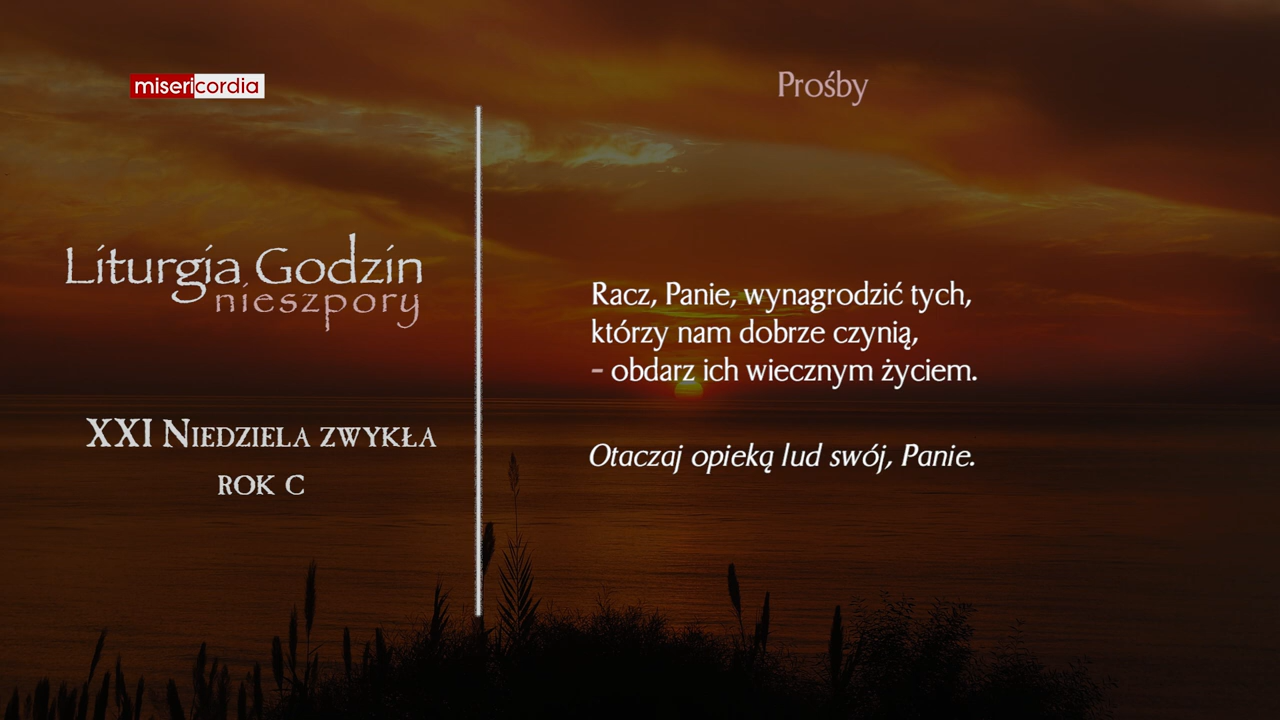 misericordia
Liturgia Godzin
nieszpory
XXI Niedziela zwykła
rok C
Prośby
Racz, Panie, wynagrodzić tych,
którzy nam dobrze czynią,
– obdarz ich wiecznym życiem.
Otaczaj opieką lud swój, Panie.